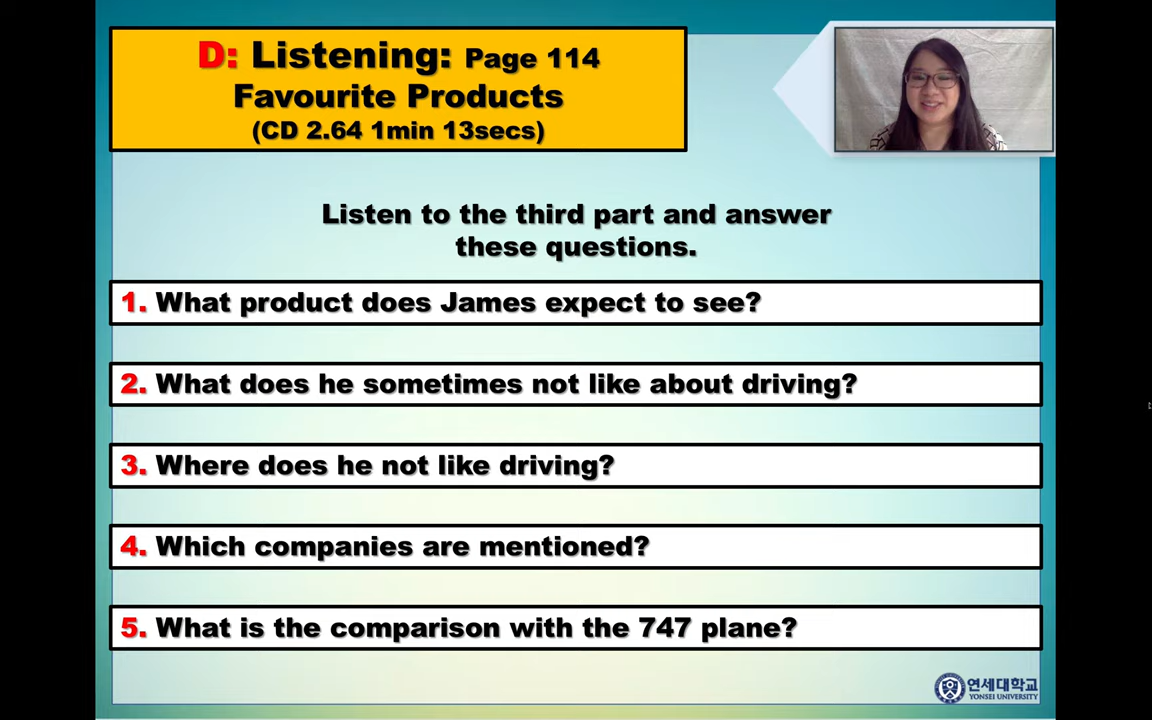 D: Listening: Page 114
Favourite Products
(CD 2.64 1min 13secs)
Listen to the third part and answer
these questions.
1. What product does James expect to see?
2. What does he sometimes not like about driving?
3. Where does he not like driving?
4. Which companies are mentioned?
5. What is the comparison with the 747 plane?
연세대학교
YONSEI UNIVERSITY